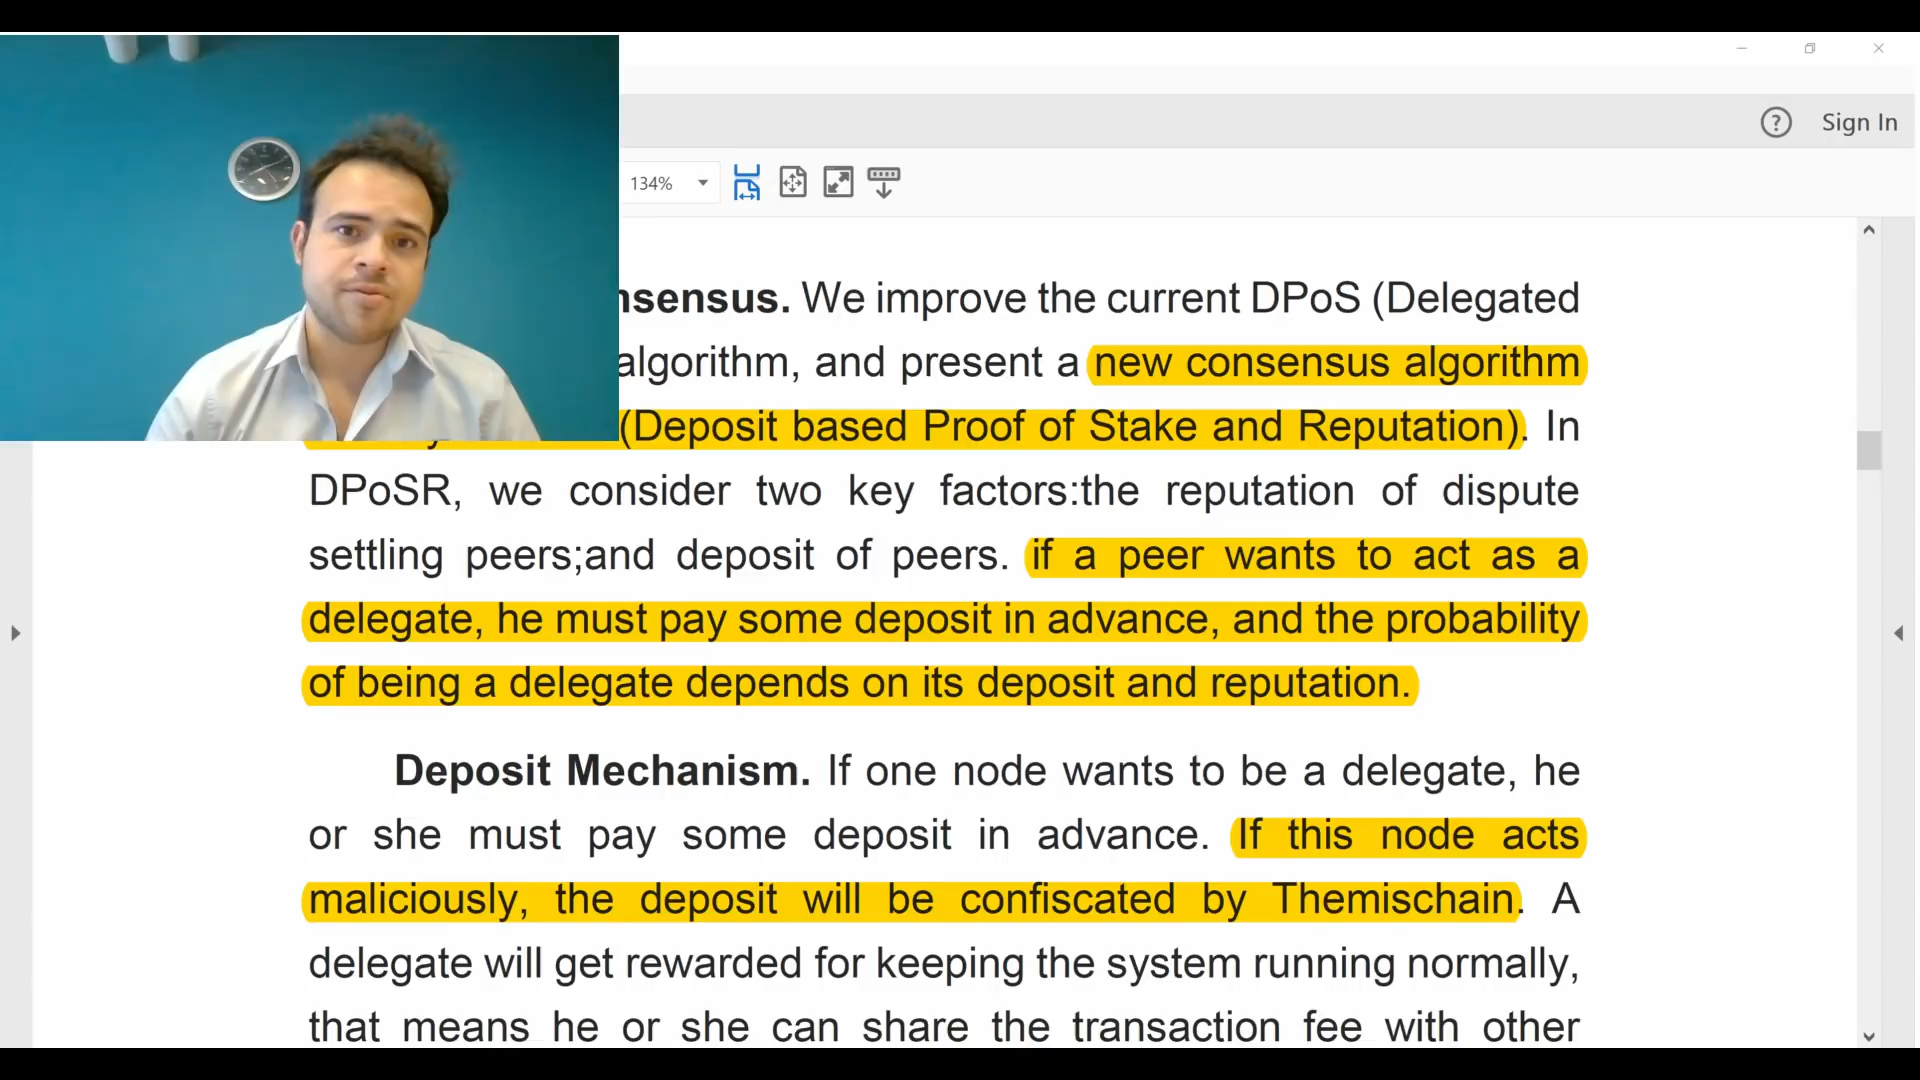 Sign In
134%
nsensus. We improve the current DPoS (Delegated
algorithm, and present a new consensus algorithm
(Deposit based Proof of Stake and Reputation). In
DPoSR, we consider two key factors:the reputation of dispute
settling peers;and deposit of peers. if a peer wants to act as a
delegate, he must pay some deposit in advance, and the probability
of being a delegate depends on its deposit and reputation.
Deposit Mechanism. If one node wants to be a delegate, he
or she must pay some deposit in advance. If this node acts
maliciously, the deposit will be confiscated by Themischain. A
delegate will get rewarded for keeping the system running normally,
that means he or she can share the transaction fee with other